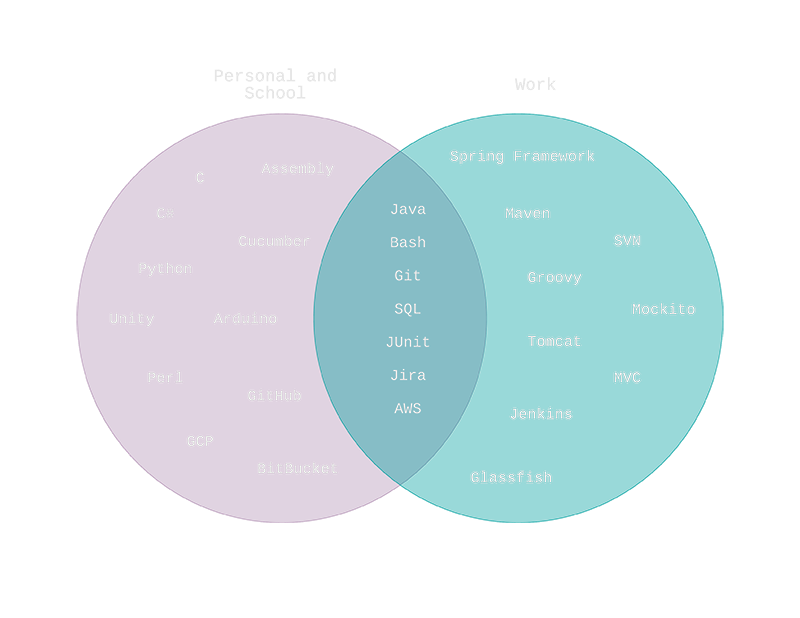 Personal and
School
Work
Assembly
C
Cucumber
Python
Unity
Arduino
Perl
GitHub
GCP
BitBucket
Java
Bash
Git
SQL
JUnit
Jira
AWS
Spring Framework
Maven
SVN
Groovy
Mockito
Tomcat
MVC
Jenkins
Glassfish